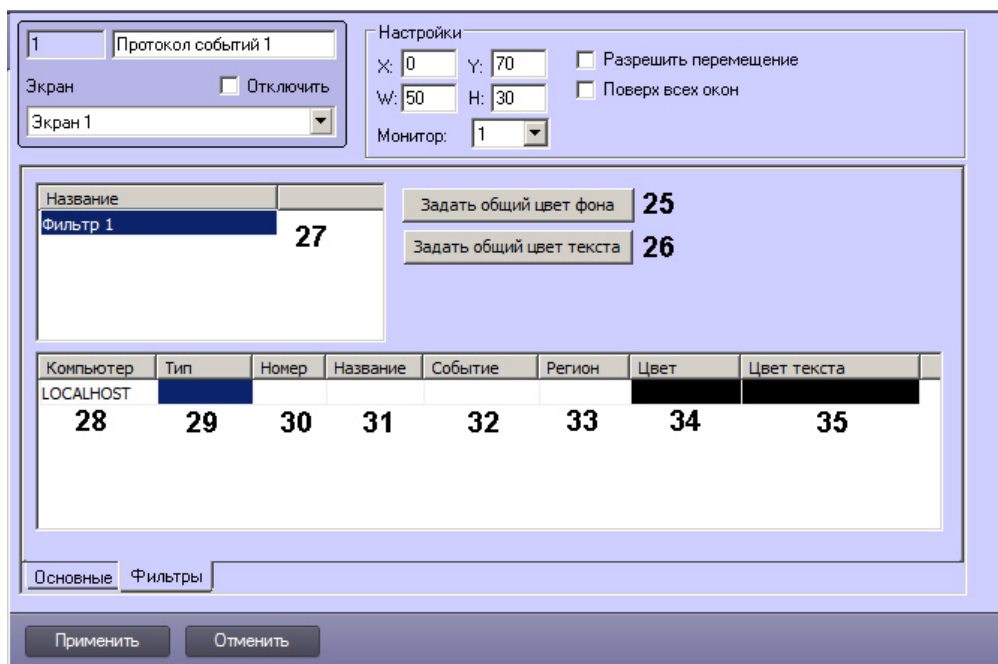 1 Протокол событий 1
Экран Отключить
Экран 1
Настройки
X: 0 Y: 70 Разрешить перемещение
W: 50 H: 30 Поверх всех окон
Монитор: 1
Название
Фильтр 1 27
Задать общий цвет фона 25
Задать общий цвет текста 26
Компьютер Тип Номер Название Событие Регион Цвет Цвет текста
LOCALHOST
28 29 30 31 32 33 34 35
Основные Фильтры
Применить Отменить